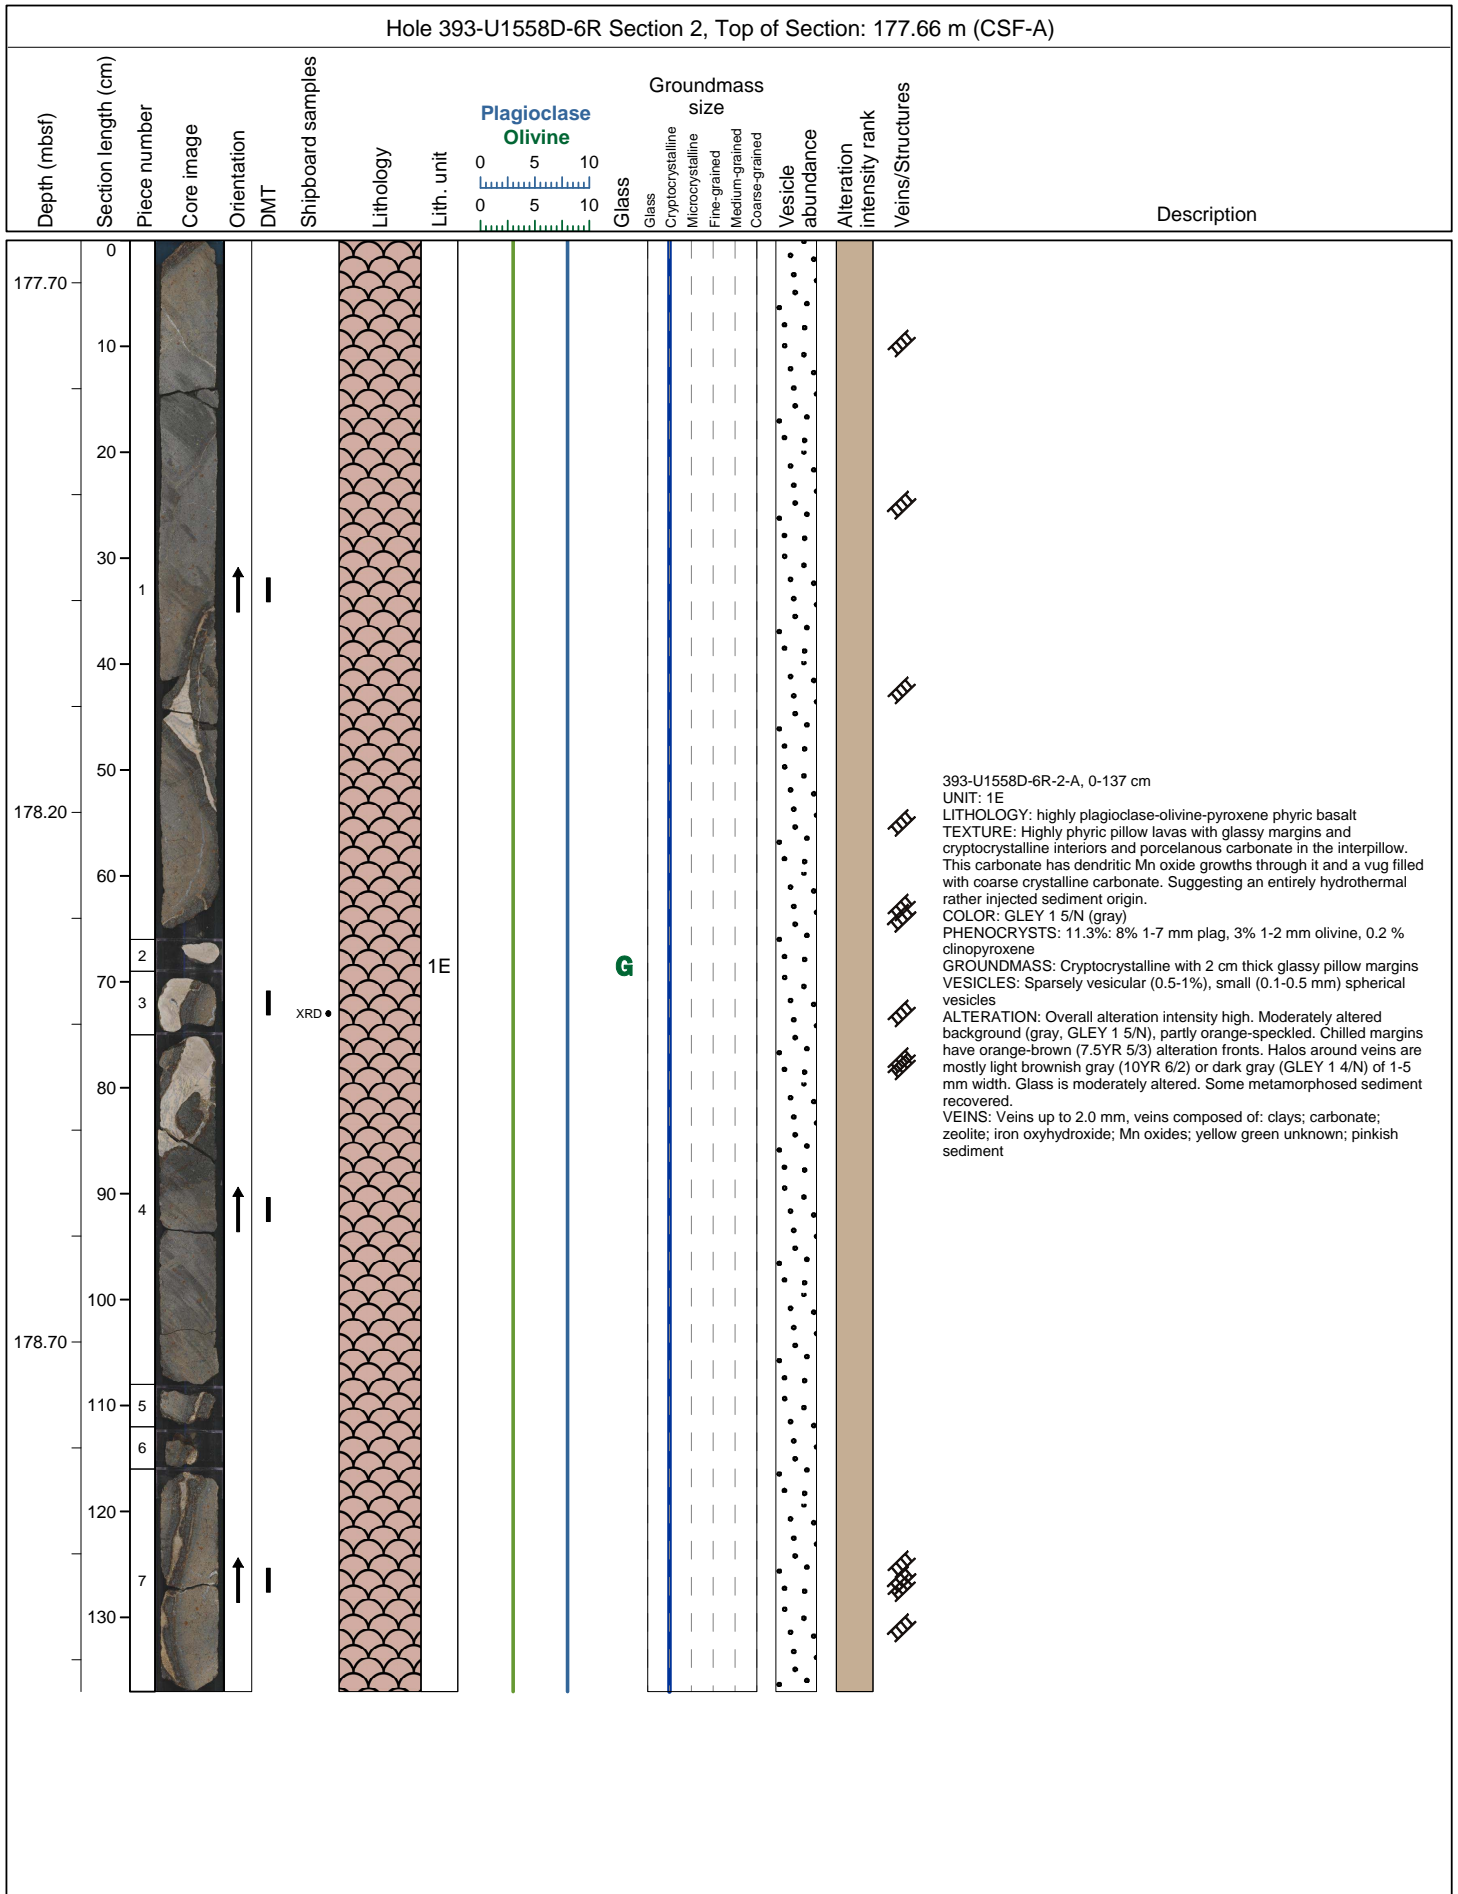 Hole 393-U1558D-6R Section 2, Top of Section: 177.66 m (CSF-A)
Depth (mbsf)
Section length (cm)
Piece number
Core image
Orientation
DMT
Shipboard samples
Lithology
Lith. unit
Plagioclase
Olivine
0 5 10
0 5 10
Glass
Groundmass
size
Glass
Cryptocrystalline
Microcrystalline
Fine-grained
Medium-grained
Coarse-grained
Vesicle
abundance
Alteration
intensity rank
Veins/Structures
Description
0
177.70
10
20
30
1
40
50
178.20
60
2
1E
G
70
3
XRD
80
90
4
100
178.70
110
5
6
120
7
130
393-U1558D-6R-2-A, 0-137 cm
UNIT: 1E
LITHOLOGY: highly plagioclase-olivine-pyroxene phyric basalt
TEXTURE: Highly phyric pillow lavas with glassy margins and
cryptocrystalline interiors and porcelanous carbonate in the interpillow.
This carbonate has dendritic Mn oxide growths through it and a vug filled
with coarse crystalline carbonate. Suggesting an entirely hydrothermal
rather injected sediment origin.
COLOR: GLEY 1 5/N (gray)
PHENOCRYSTS: 11.3%: 8% 1-7 mm plag, 3% 1-2 mm olivine, 0.2 %
clinopyroxene
GROUNDMASS: Cryptocrystalline with 2 cm thick glassy pillow margins
VESICLES: Sparsely vesicular (0.5-1%), small (0.1-0.5 mm) spherical
vesicles
ALTERATION: Overall alteration intensity high. Moderately altered
background (gray, GLEY 1 5/N), partly orange-speckled. Chilled margins
have orange-brown (7.5YR 5/3) alteration fronts. Halos around veins are
mostly light brownish gray (10YR 6/2) or dark gray (GLEY 1 4/N) of 1-5
mm width. Glass is moderately altered. Some metamorphosed sediment
recovered.
VEINS: Veins up to 2.0 mm, veins composed of: clays; carbonate;
zeolite; iron oxyhydroxide; Mn oxides; yellow green unknown; pinkish
sediment